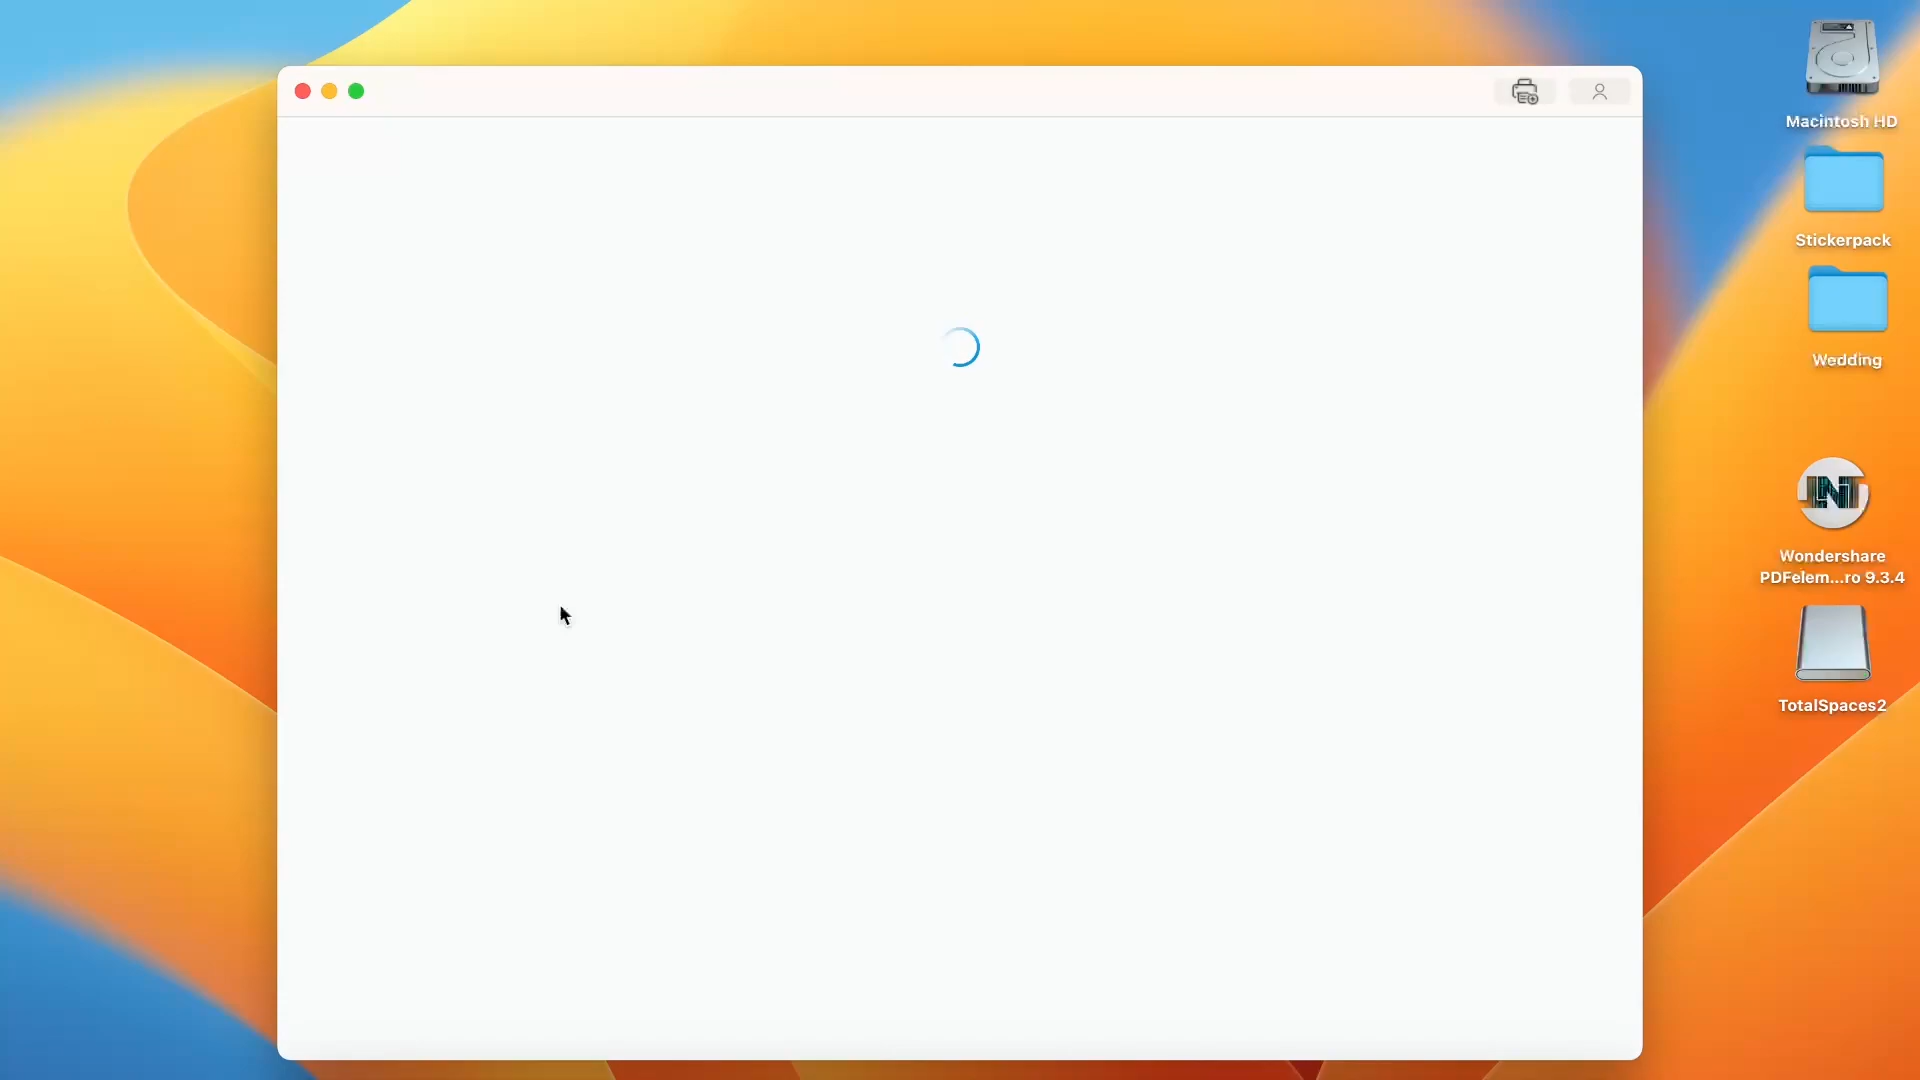 Macintosh HD
Stickerpack
Wedding
Wondershare
PDFelem...ro 9.3.4
TotalSpaces2